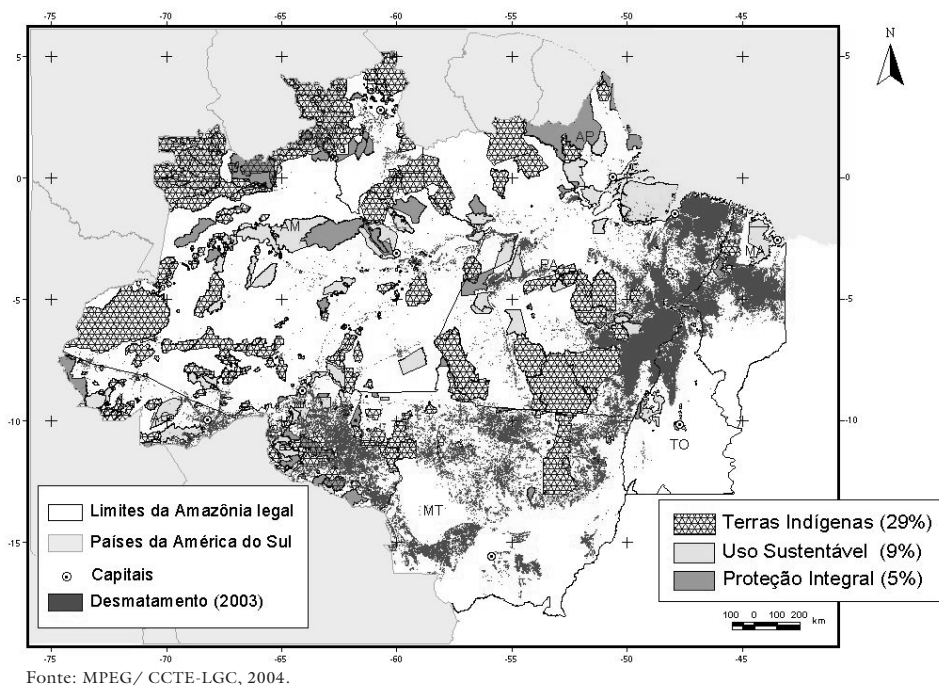 -75 -70 -65 -60 -55 -50 -45
N
5 5
AP
0 0
AM
PA
MA
-5 -5
-10 -10
TO
MT
Limites da Amazônia legal
Países da América do Sul
Capitais
Desmatamento (2003)
-15
Terras Indígenas (29%)
Uso Sustentável (9%)
Proteção Integral (5%)
100 0 100 200
km
-75 -70 -65 -60 -55 -50 -45
Fonte: MPEG/ CCTE-LGC, 2004.